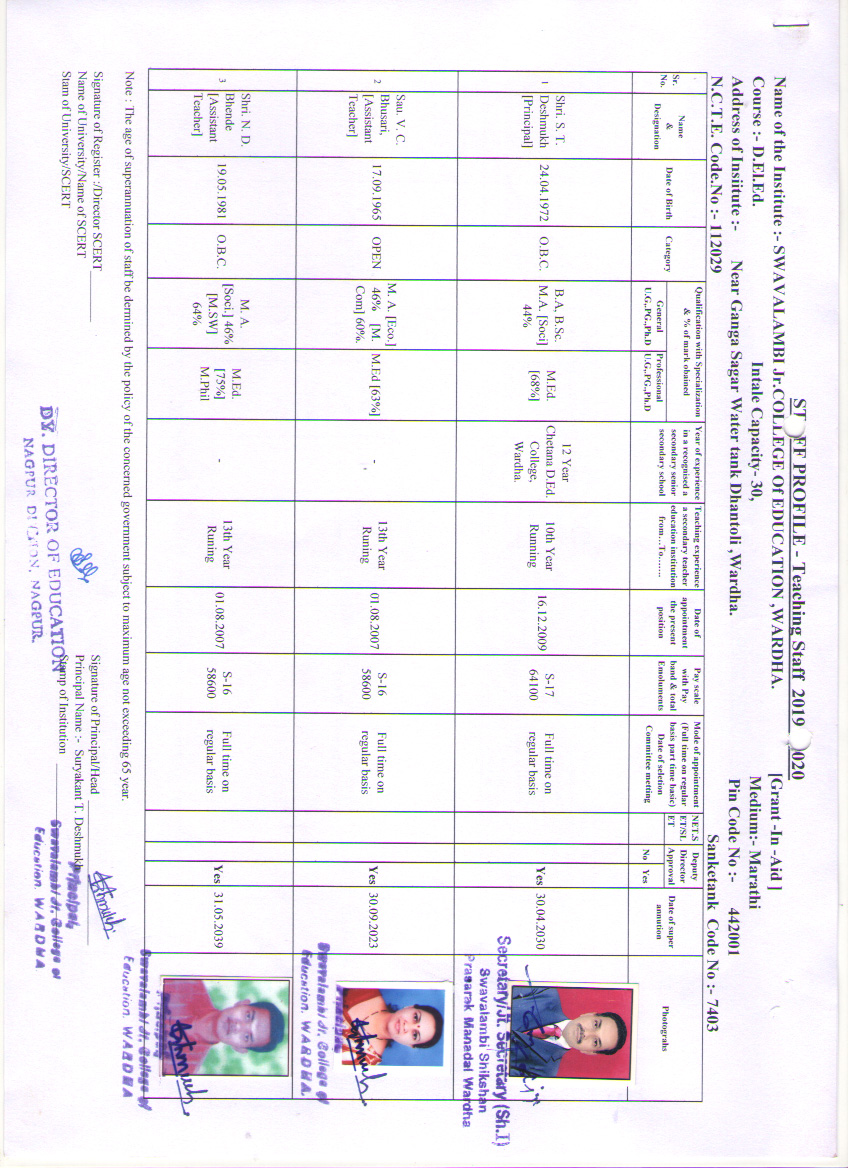 ST FF PROFILE - Teaching Staff 2019 020
Name of the Institute :- SWAVALAMBI Jr.COLLEGE Of EDUCATION ,WARDHA. [Grant -In -Aid ]
Course :- D.El.Ed. Intale Capacity- 30, Medium:- Marathi
Address of Insiitute :- Near Ganga Sagar Water tank Dhantoli ,Wardha. Pin Code No :- 442001
N.C.T.E. Code.No :- 112029 Sanketank Code No :- 7403
Sr. No.
Name & Designation
Date of Birth
Category
Qualification with Specialization & % of mark obained
General U.G,.PG.,Ph.D
Professional U.G,.PG.,Ph.D
Year of experience in a recognised a secondary senior secondary school
Teaching experience a secondary teacher education institution from...To.......
Date of appointment the present position
Pay scale with Pay band & total Emoluments
Mode of appointment (Full time on regular basis part time basic) Date of seletion Committee metting
NET.S ET/SL ET
Deputy Director Approval
No Yes
Date of super annution
Photograhs
1
Shri. S. T.
Deshmukh
[Principal]
24.04.1972
O.B.C.
B.A, B.Sc.
M.A. [Soci]
44%
M.Ed.
[68%]
12 Year
Chetana D.Ed.
College,
Wardha.
10th Year
Running
16.12.2009
S-17
64100
Full time on
regular basis
Yes
30.04.2030
Secretary/Jt. Secretary (Sh.I)
Swavalambi Shikshan
Prasarak Manadal Wardha
2
Sau. V. C.
Bhusari,
[Assistant
Teacher]
17.09.1965
OPEN
M. A. [Eco.]
46% [M.
Com] 60%.
M.Ed [63%]
-
13th Year
Runing
01.08.2007
S-16
58600
Full time on
regular basis
Yes
30.09.2023
Principal,
Swavalambi Jr. College of
Education. WARDHA.
3
Shri. N. D.
Bhende
[Assistant
Teacher]
19.05.1981
O.B.C.
M. A.
[Soci.] 46%
[M.SW]
64%
M.Ed.
[75%]
M.Phil
-
13th Year
Runing
01.08.2007
S-16
58600
Full time on
regular basis
Yes
31.05.2039
Principal,
Swavalambi Jr. College of
Education. WARDHA
Note : The age of superannuation of staff be dermined by the policy of the concerned government subject to maximum age not exceeding 65 year.
Signature of Register :/Director SCERT________
Name of University/Name of SCERT
Stam of University/SCERT
DY. DIRECTOR OF EDUCATION
NAGPUR, NAGPUR.
Signature of Principal/Head
Principal Name :- Suryakant T. Deshmukh
Stamp of Institution
Principal,
Swavalambi Jr. College of
Education. WARDHA